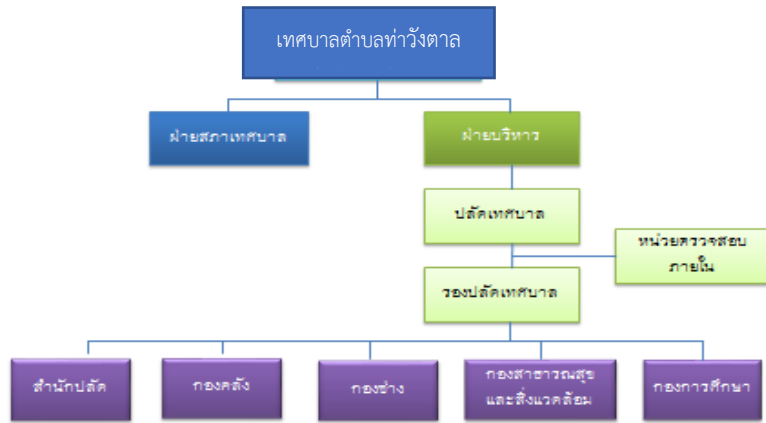 เทศบาลตำบลท่าวังตาล
ฝ่ายสภาเทศบาล
ฝ่ายบริหาร
ปลัดเทศบาล
หน่วยตรวจสอบ
ภายใน
รองปลัดเทศบาล
สำนักปลัด
กองคลัง
กองช่าง
กองสาธารณสุข
และสิ่งแวดล้อม
กองการศึกษา